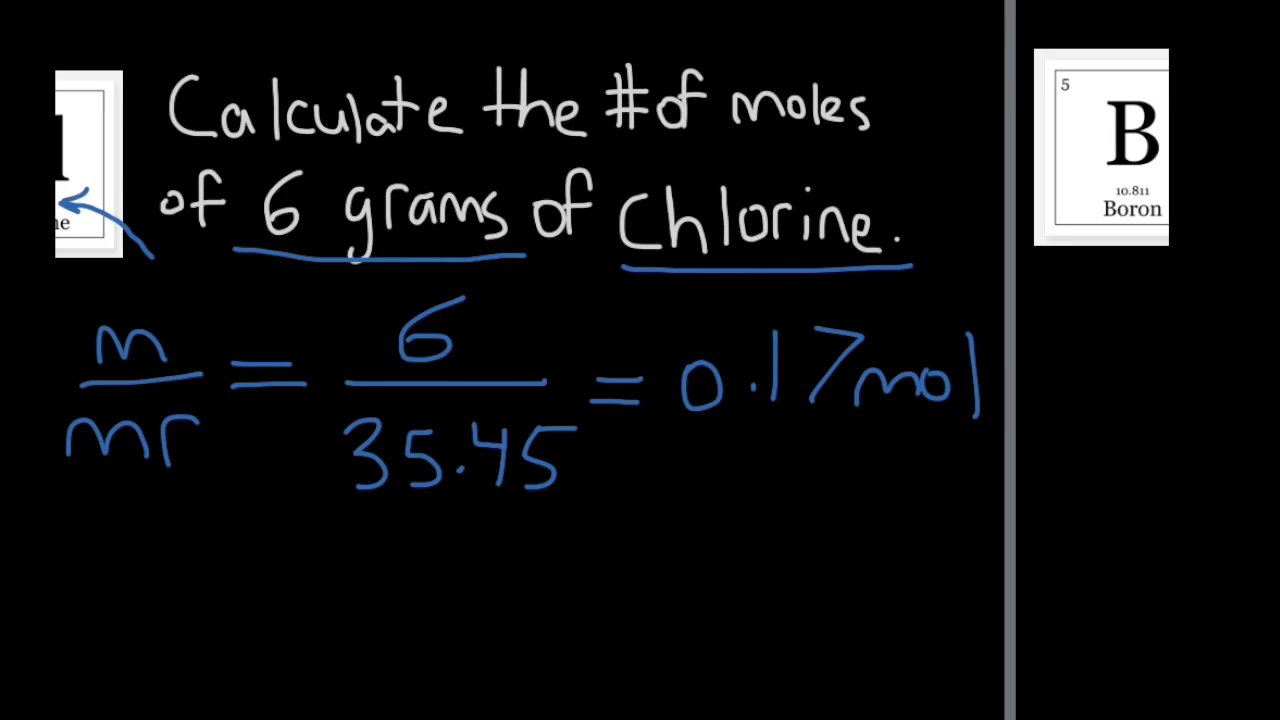 Calculate the # of moles
of 6 grams of Chlorine.
l
ne
m/mr = 6/35.45 = 0.17mol
5
B
10.811
Boron